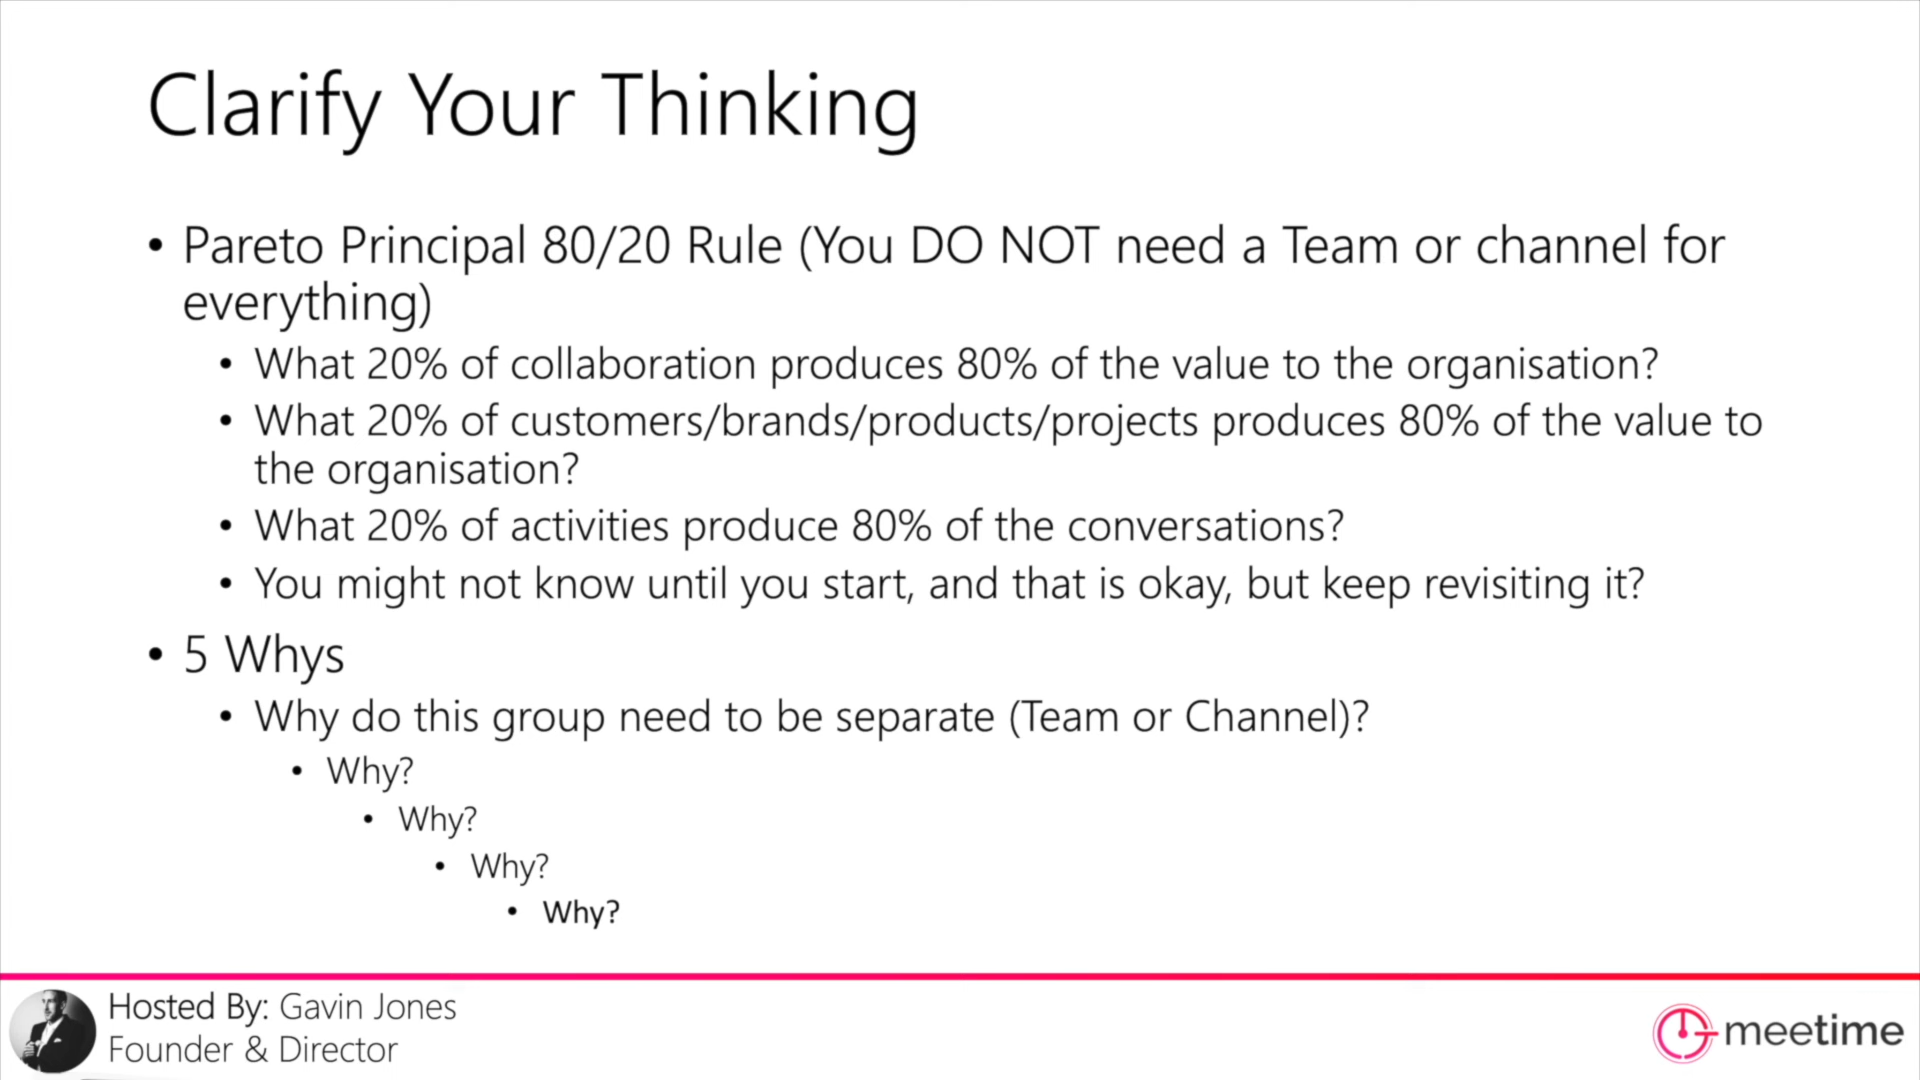 Clarify Your Thinking
• Pareto Principal 80/20 Rule (You DO NOT need a Team or channel for
everything)
• What 20% of collaboration produces 80% of the value to the organisation?
• What 20% of customers/brands/products/projects produces 80% of the value to
the organisation?
• What 20% of activities produce 80% of the conversations?
• You might not know until you start, and that is okay, but keep revisiting it?
• 5 Whys
• Why do this group need to be separate (Team or Channel)?
• Why?
• Why?
• Why?
• Why?
Hosted By: Gavin Jones
Founder & Director
meetime